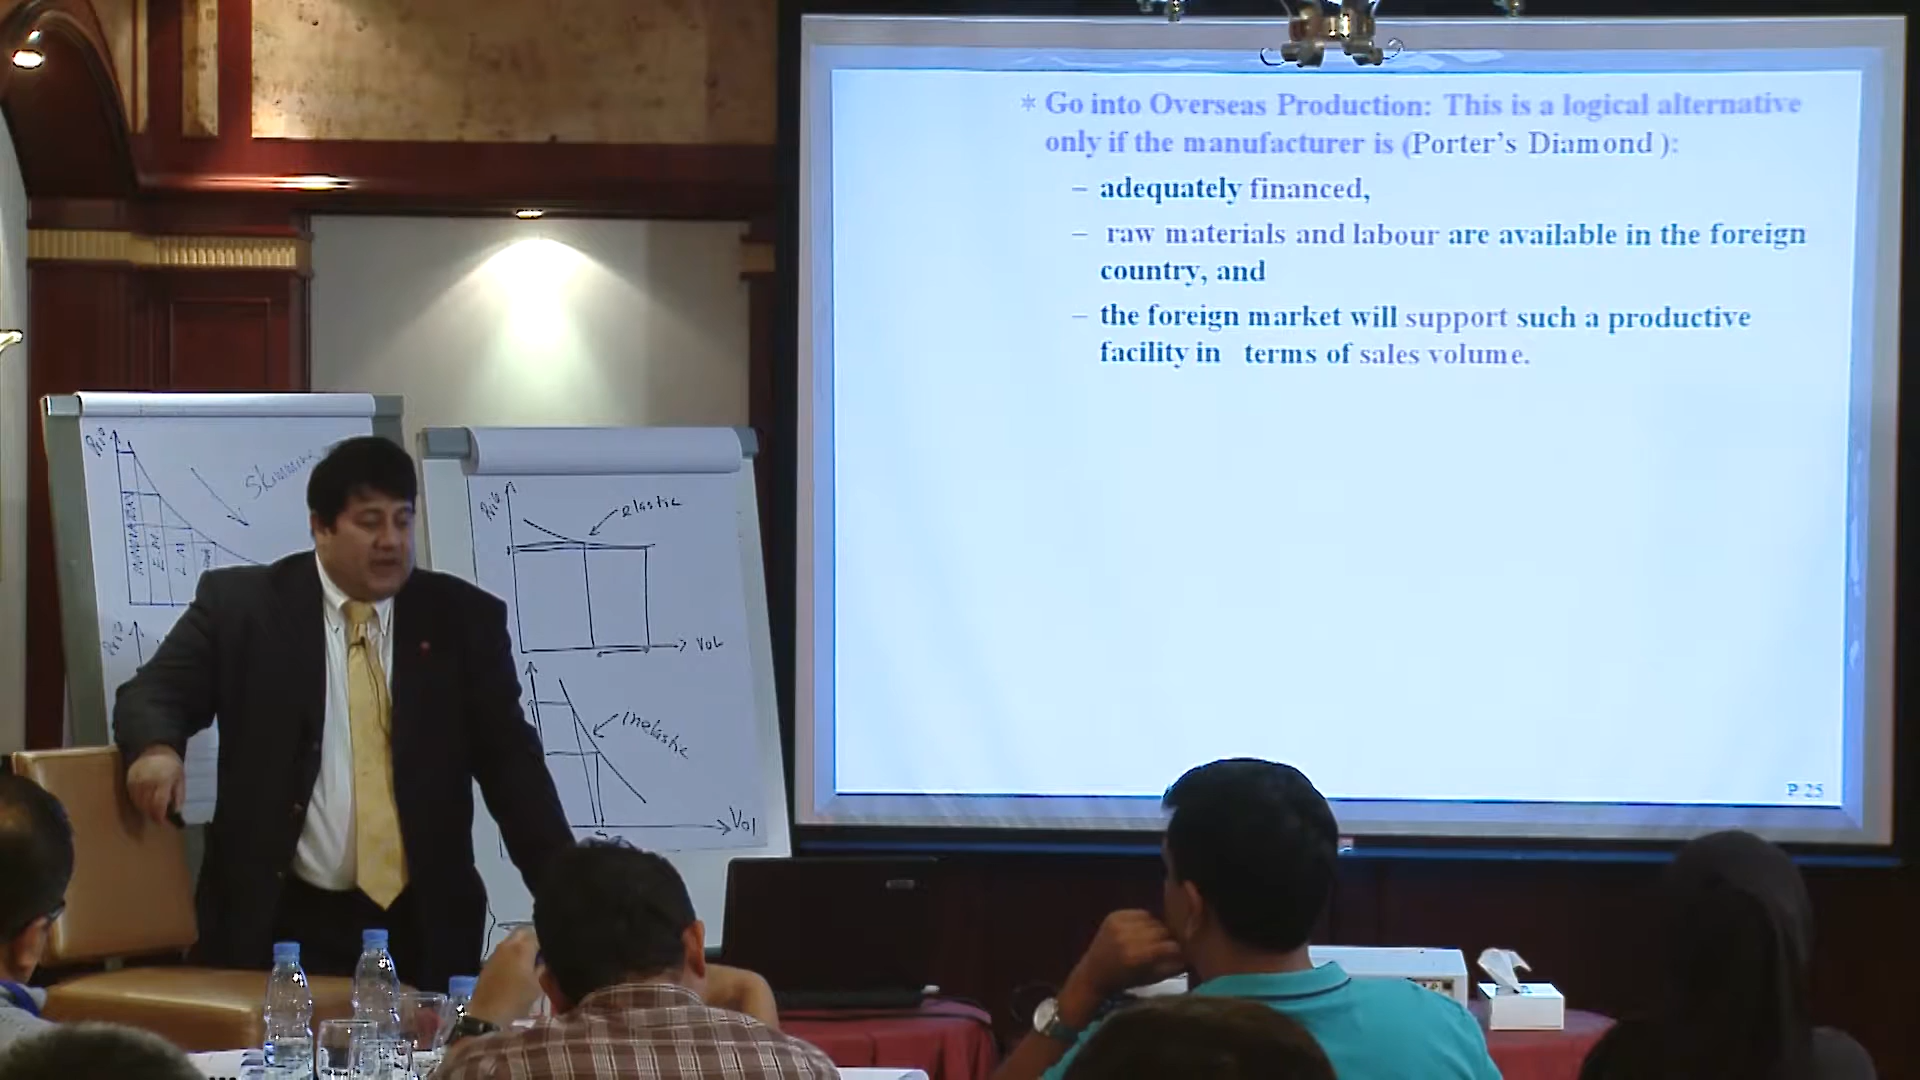 * Go into Overseas Production: This is a logical alternative
only if the manufacturer is (Porter's Diamond ):
– adequately financed,
– raw materials and labour are available in the foreign
country, and
– the foreign market will support such a productive
facility in terms of sales volume.
P 25
Skimming
E.M
L.M
elastic
VOL
inelastic
Vol